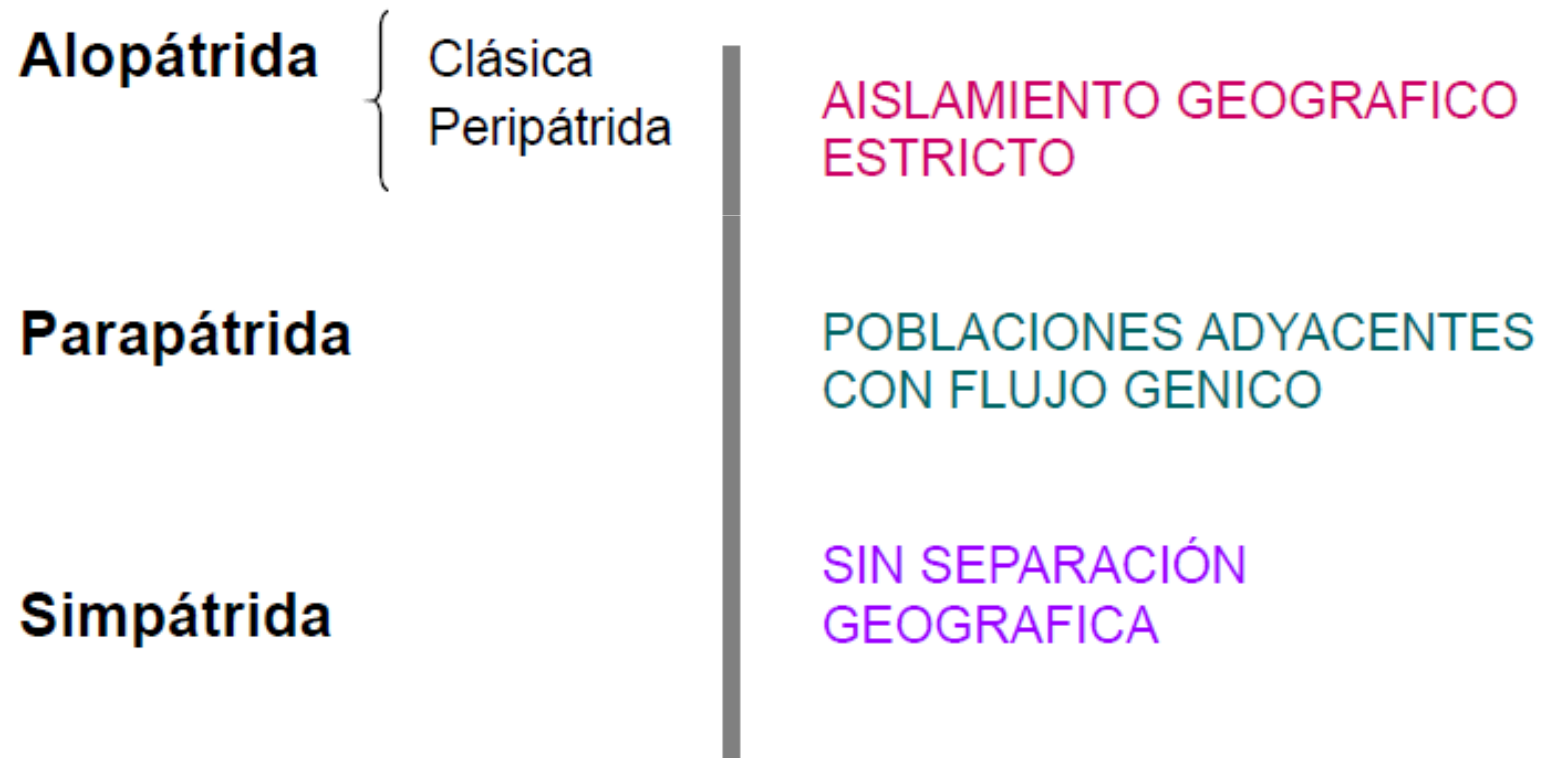 Alopátrida
Clásica
Peripátrida
AISLAMIENTO GEOGRAFICO
ESTRICTO
Parapátrida
POBLACIONES ADYACENTES
CON FLUJO GENICO
Simpátrida
SIN SEPARACIÓN
GEOGRAFICA